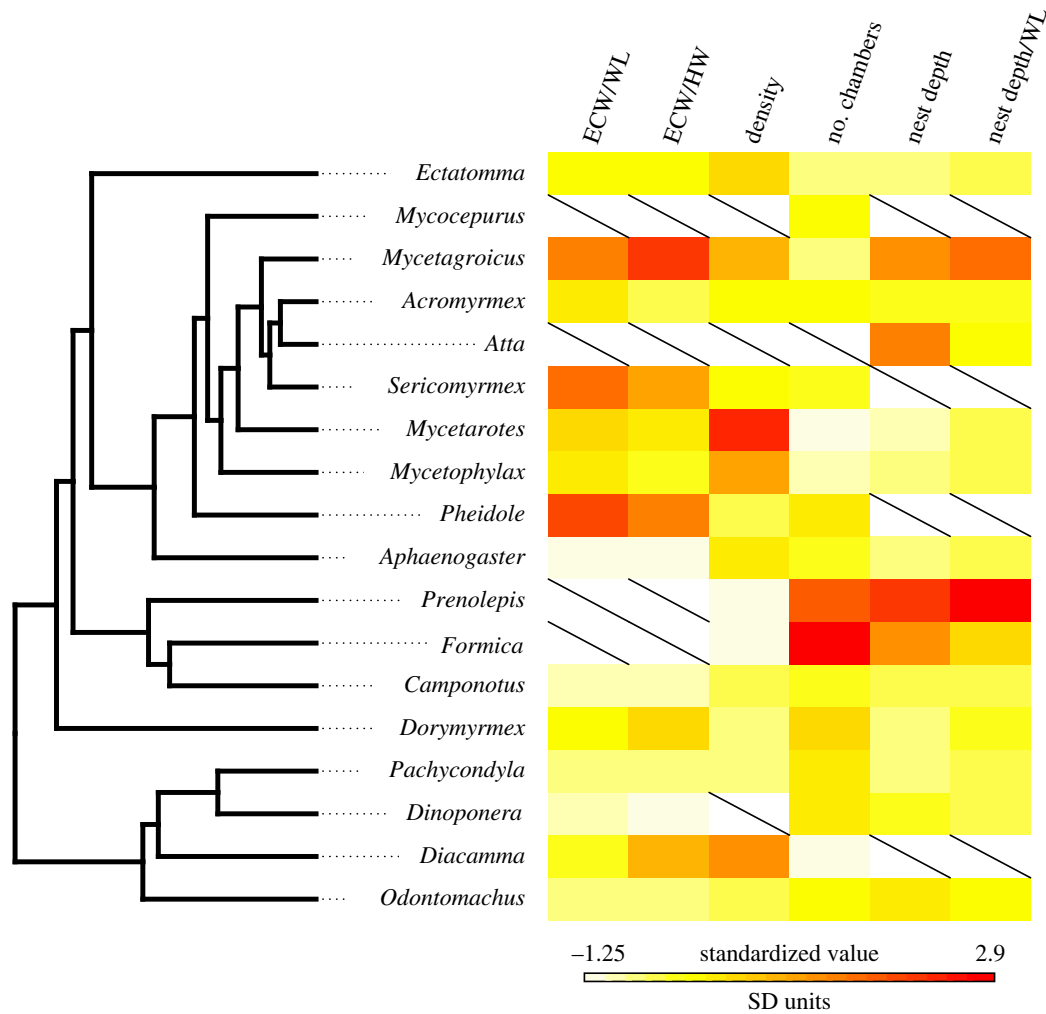 ECW/WL
ECW/HW
density
no. chambers
nest depth
nest depth/WL
Ectatomma
Mycocepurus
Mycetagroicus
Acromyrmex
Atta
Sericomyrmex
Mycetarotes
Mycetophylax
Pheidole
Aphaenogaster
Prenolepis
Formica
Camponotus
Dorymyrmex
Pachycondyla
Dinoponera
Diacamma
Odontomachus
–1.25 standardized value 2.9
SD units